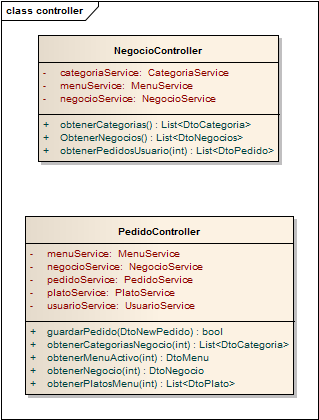 class controller
NegocioController
- categoriaService: CategoriaService
- menuService: MenuService
- negocioService: NegocioService
+ obtenerCategorias() : List<DtoCategoria>
+ ObtenerNegocios() : List<DtoNegocios>
+ obtenerPedidosUsuario(int) : List<DtoPedido>
PedidoController
- menuService: MenuService
- negocioService: NegocioService
- pedidoService: PedidoService
- platoService: PlatoService
- usuarioService: UsuarioService
+ guardarPedido(DtoNewPedido) : bool
+ obtenerCategoriasNegocio(int) : List<DtoCategoria>
+ obtenerMenuActivo(int) : DtoMenu
+ obtenerNegocio(int) : DtoNegocio
+ obtenerPlatosMenu(int) : List<DtoPlato>